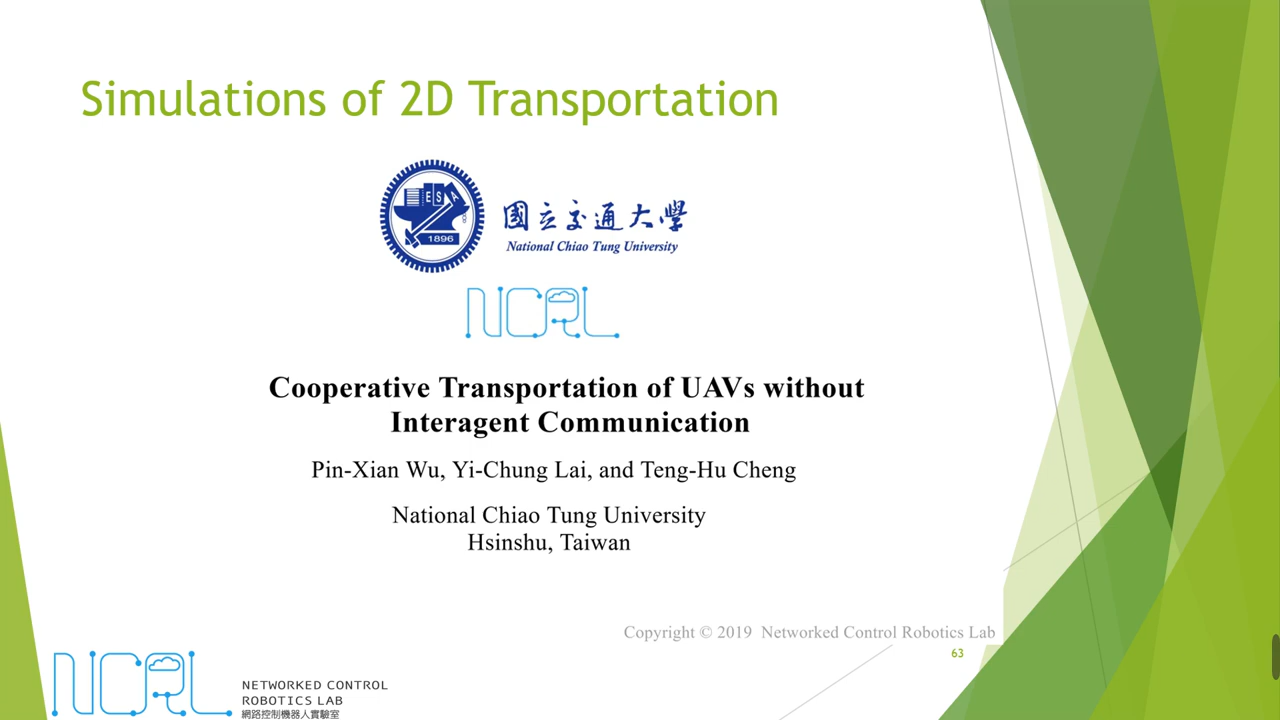 Simulations of 2D Transportation
ESA
1896
國立交通大學
National Chiao Tung University
NCRL
Cooperative Transportation of UAVs without
Interagent Communication
Pin-Xian Wu, Yi-Chung Lai, and Teng-Hu Cheng
National Chiao Tung University
Hsinshu, Taiwan
Copyright © 2019 Networked Control Robotics Lab
63
NCRL
NETWORKED CONTROL
ROBOTICS LAB
網路控制機器人實驗室